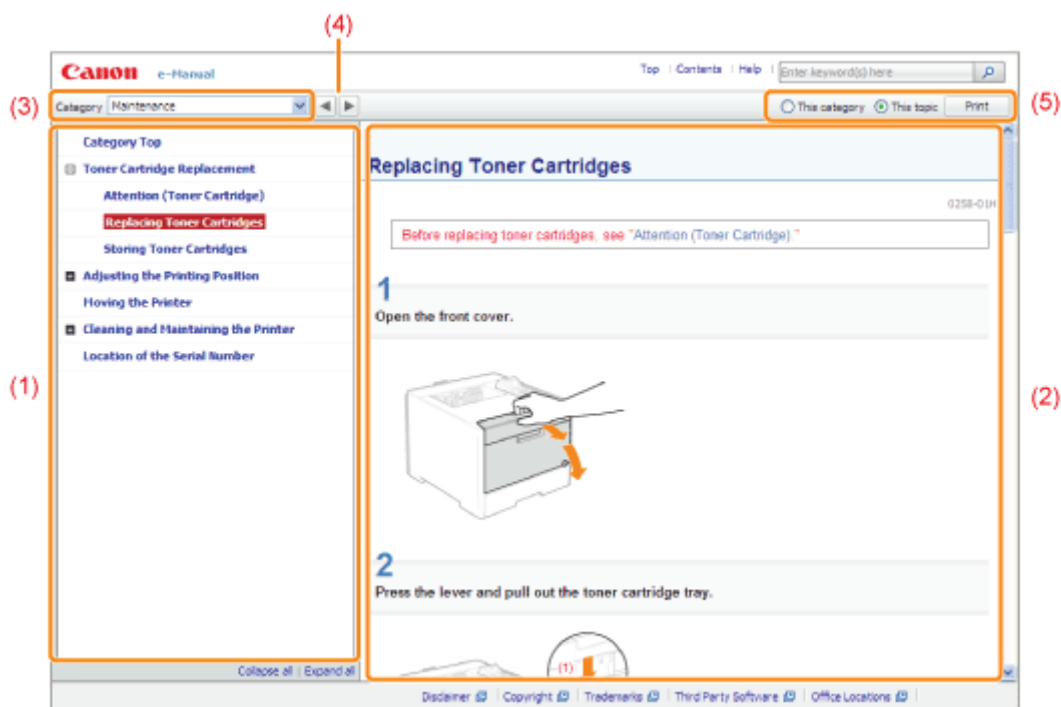 (4)
Canon e-Manual
Top Contents Help Enter keyword(s) here
(3)
Category Maintenance
This category This topic Print
(5)
Category Top
Toner Cartridge Replacement
Attention (Toner Cartridge)
Replacing Toner Cartridges
Storing Toner Cartridges
Adjusting the Printing Position
Moving the Printer
Cleaning and Maintaining the Printer
Location of the Serial Number
(1)
Collapse all | Expand all
Replacing Toner Cartridges
0258-01H
Before replacing toner cartridges, see "Attention (Toner Cartridge)."
1
Open the front cover.
(2)
2
Press the lever and pull out the toner cartridge tray.
(1)
Disclaimer Copyright Trademarks Third Party Software Office Locations